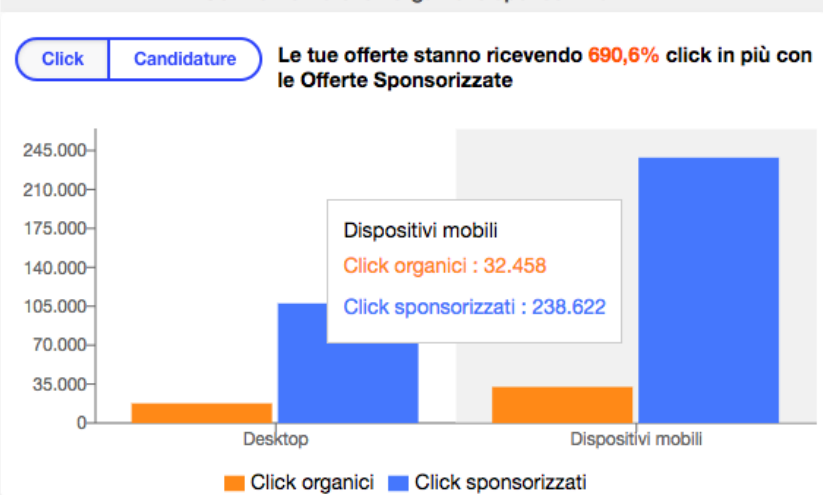 Click
Candidature
Le tue offerte stanno ricevendo 690,6% click in più con
le Offerte Sponsorizzate
245.000
210.000
175.000
140.000
105.000
70.000
35.000
0
Dispositivi mobili
Click organici : 32.458
Click sponsorizzati : 238.622
Desktop
Dispositivi mobili
Click organici
Click sponsorizzati